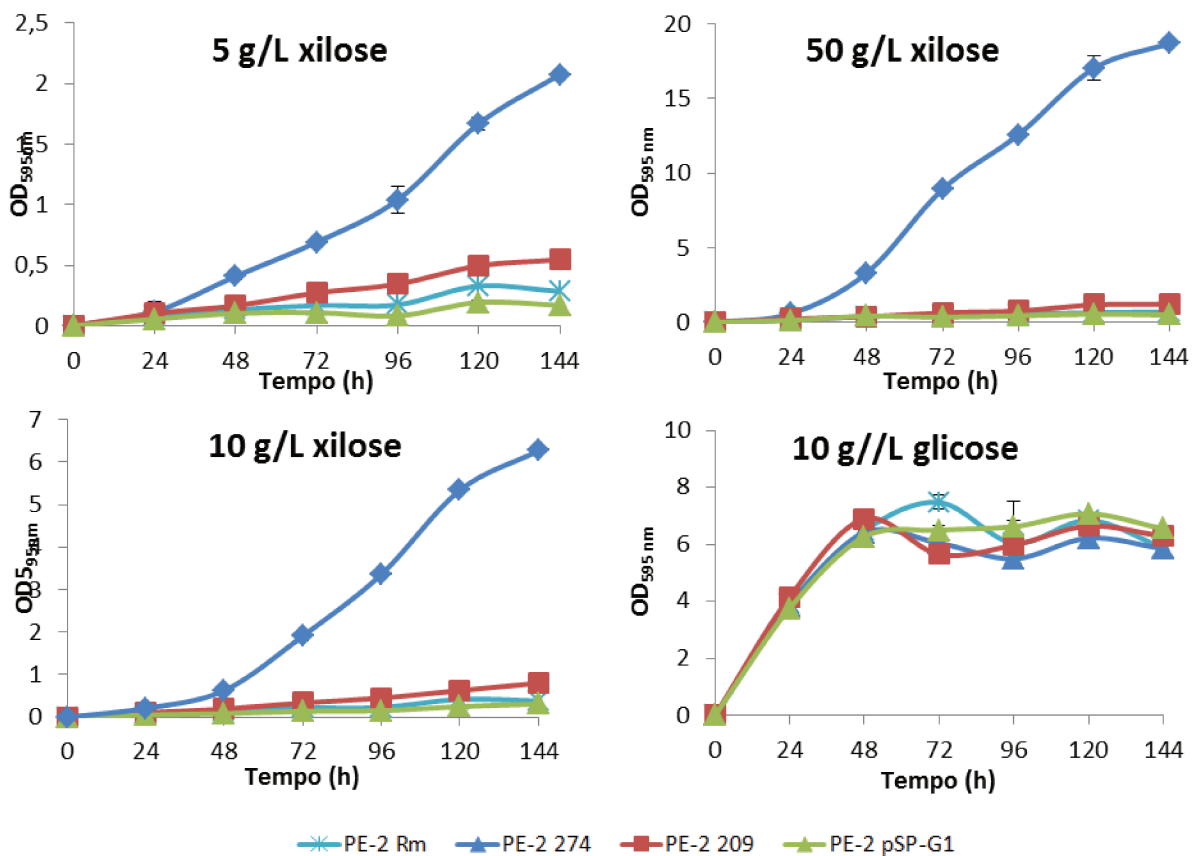 5 g/L xilose
2,5
2
1,5
1
0,5
0
OD595nm
0 24 48 72 96 120 144
Tempo (h)
50 g/L xilose
20
15
10
5
0
OD595 nm
0 24 48 72 96 120 144
Tempo (h)
10 g/L xilose
7
6
5
4
3
2
1
0
OD595 nm
0 24 48 72 96 120 144
Tempo (h)
10 g//L glicose
10
8
6
4
2
0
OD595 nm
0 24 48 72 96 120 144
Tempo (h)
PE-2 Rm PE-2 274 PE-2 209 PE-2 pSP-G1